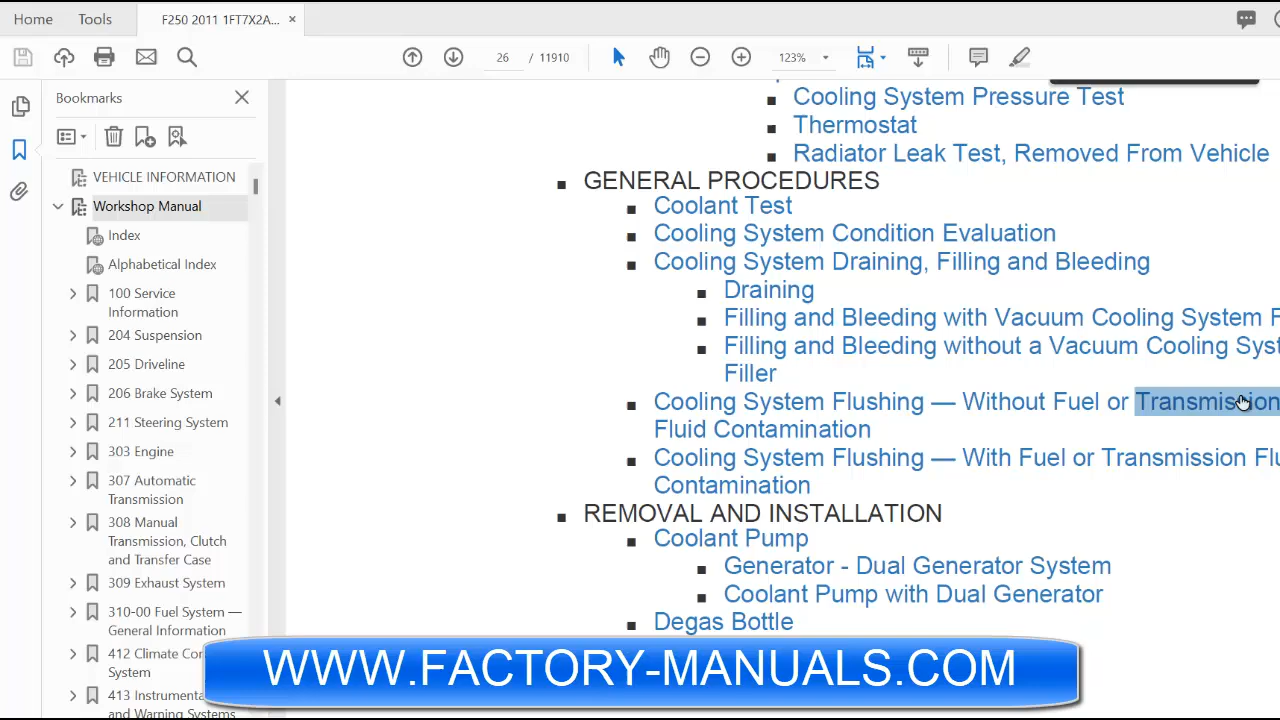 Home
Tools
F250 2011 1FT7X2A...
26 / 11910
123%
Bookmarks
VEHICLE INFORMATION
Workshop Manual
Index
Alphabetical Index
100 Service
Information
204 Suspension
205 Driveline
206 Brake System
211 Steering System
303 Engine
307 Automatic
Transmission
308 Manual
Transmission, Clutch
and Transfer Case
309 Exhaust System
310-00 Fuel System —
General Information
412 Climate Con
System
413 Instrumenta
and Warning Systems
Cooling System Pressure Test
Thermostat
Radiator Leak Test, Removed From Vehicle
GENERAL PROCEDURES
Coolant Test
Cooling System Condition Evaluation
Cooling System Draining, Filling and Bleeding
Draining
Filling and Bleeding with Vacuum Cooling System F
Filling and Bleeding without a Vacuum Cooling Syst
Filler
Cooling System Flushing — Without Fuel or Transmission
Fluid Contamination
Cooling System Flushing — With Fuel or Transmission Flu
Contamination
REMOVAL AND INSTALLATION
Coolant Pump
Generator - Dual Generator System
Coolant Pump with Dual Generator
Degas Bottle
WWW.FACTORY-MANUALS.COM